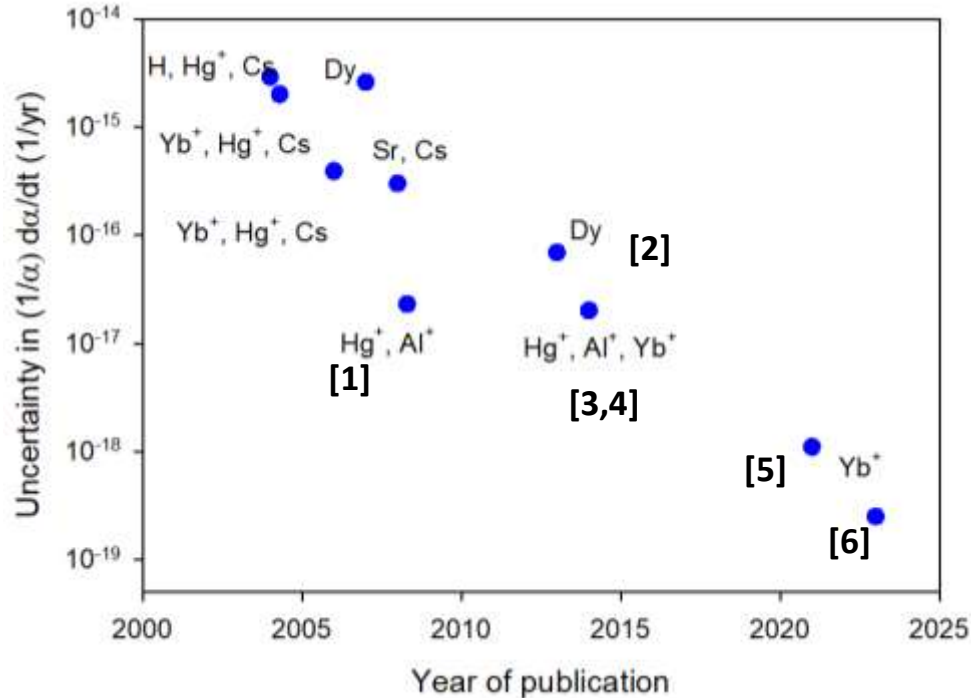 Uncertainty in (1/α) dα/dt (1/yr)
10⁻¹⁴
10⁻¹⁵
10⁻¹⁶
10⁻¹⁷
10⁻¹⁸
10⁻¹⁹
H, Hg⁺, Cs
Dy
Yb⁺, Hg⁺, Cs
Sr, Cs
Yb⁺, Hg⁺, Cs
Dy
[2]
Hg⁺, Al⁺
[1]
Hg⁺, Al⁺, Yb⁺
[3,4]
[5]
Yb⁺
[6]
2000 2005 2010 2015 2020 2025
Year of publication